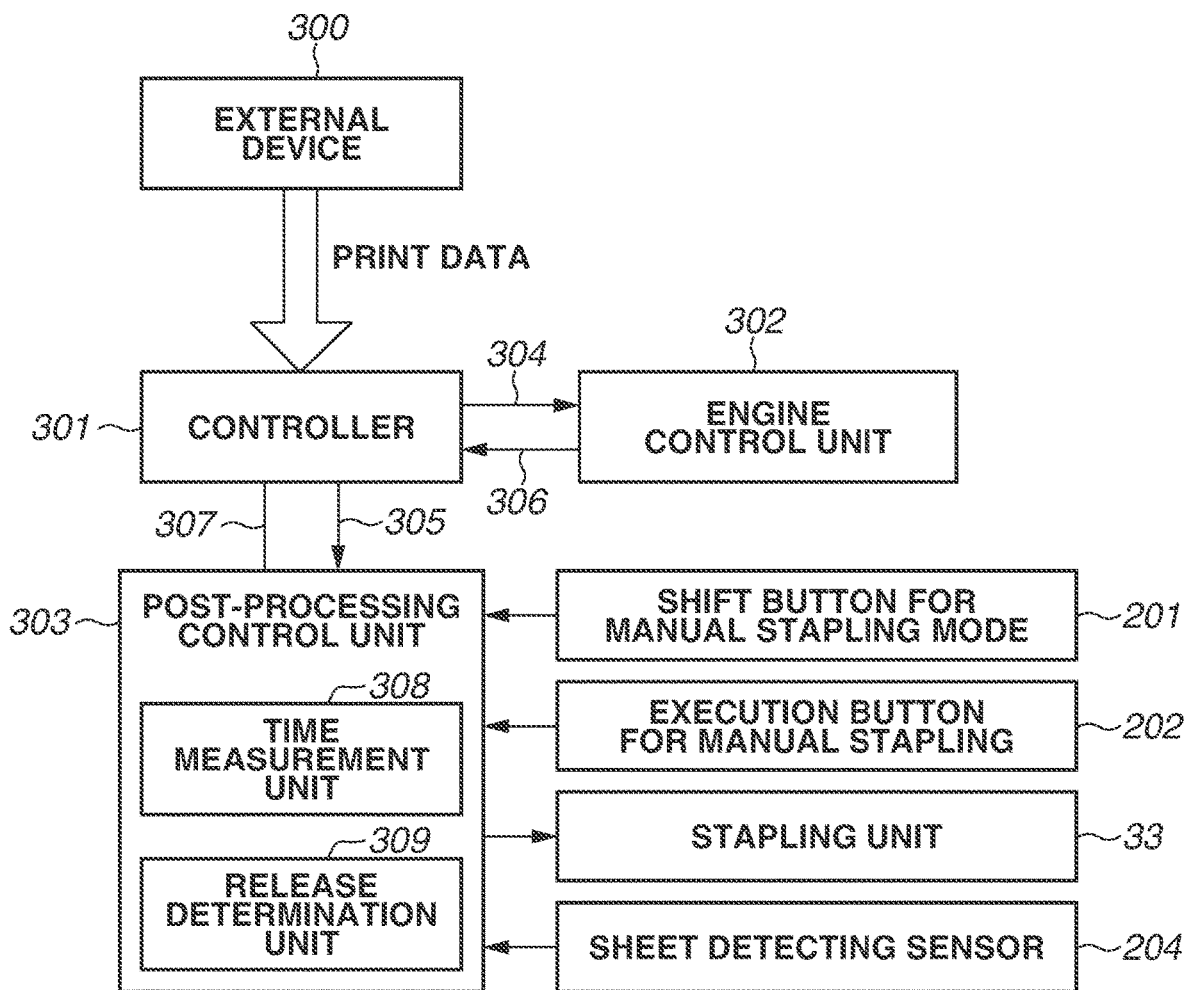 300
EXTERNAL
DEVICE
PRINT DATA
302
304
301
CONTROLLER
ENGINE
CONTROL UNIT
306
307
305
303
POST-PROCESSING
CONTROL UNIT
SHIFT BUTTON FOR
MANUAL STAPLING MODE
201
308
TIME
MEASUREMENT
UNIT
EXECUTION BUTTON
FOR MANUAL STAPLING
202
STAPLING UNIT
33
309
RELEASE
DETERMINATION
UNIT
SHEET DETECTING SENSOR
204